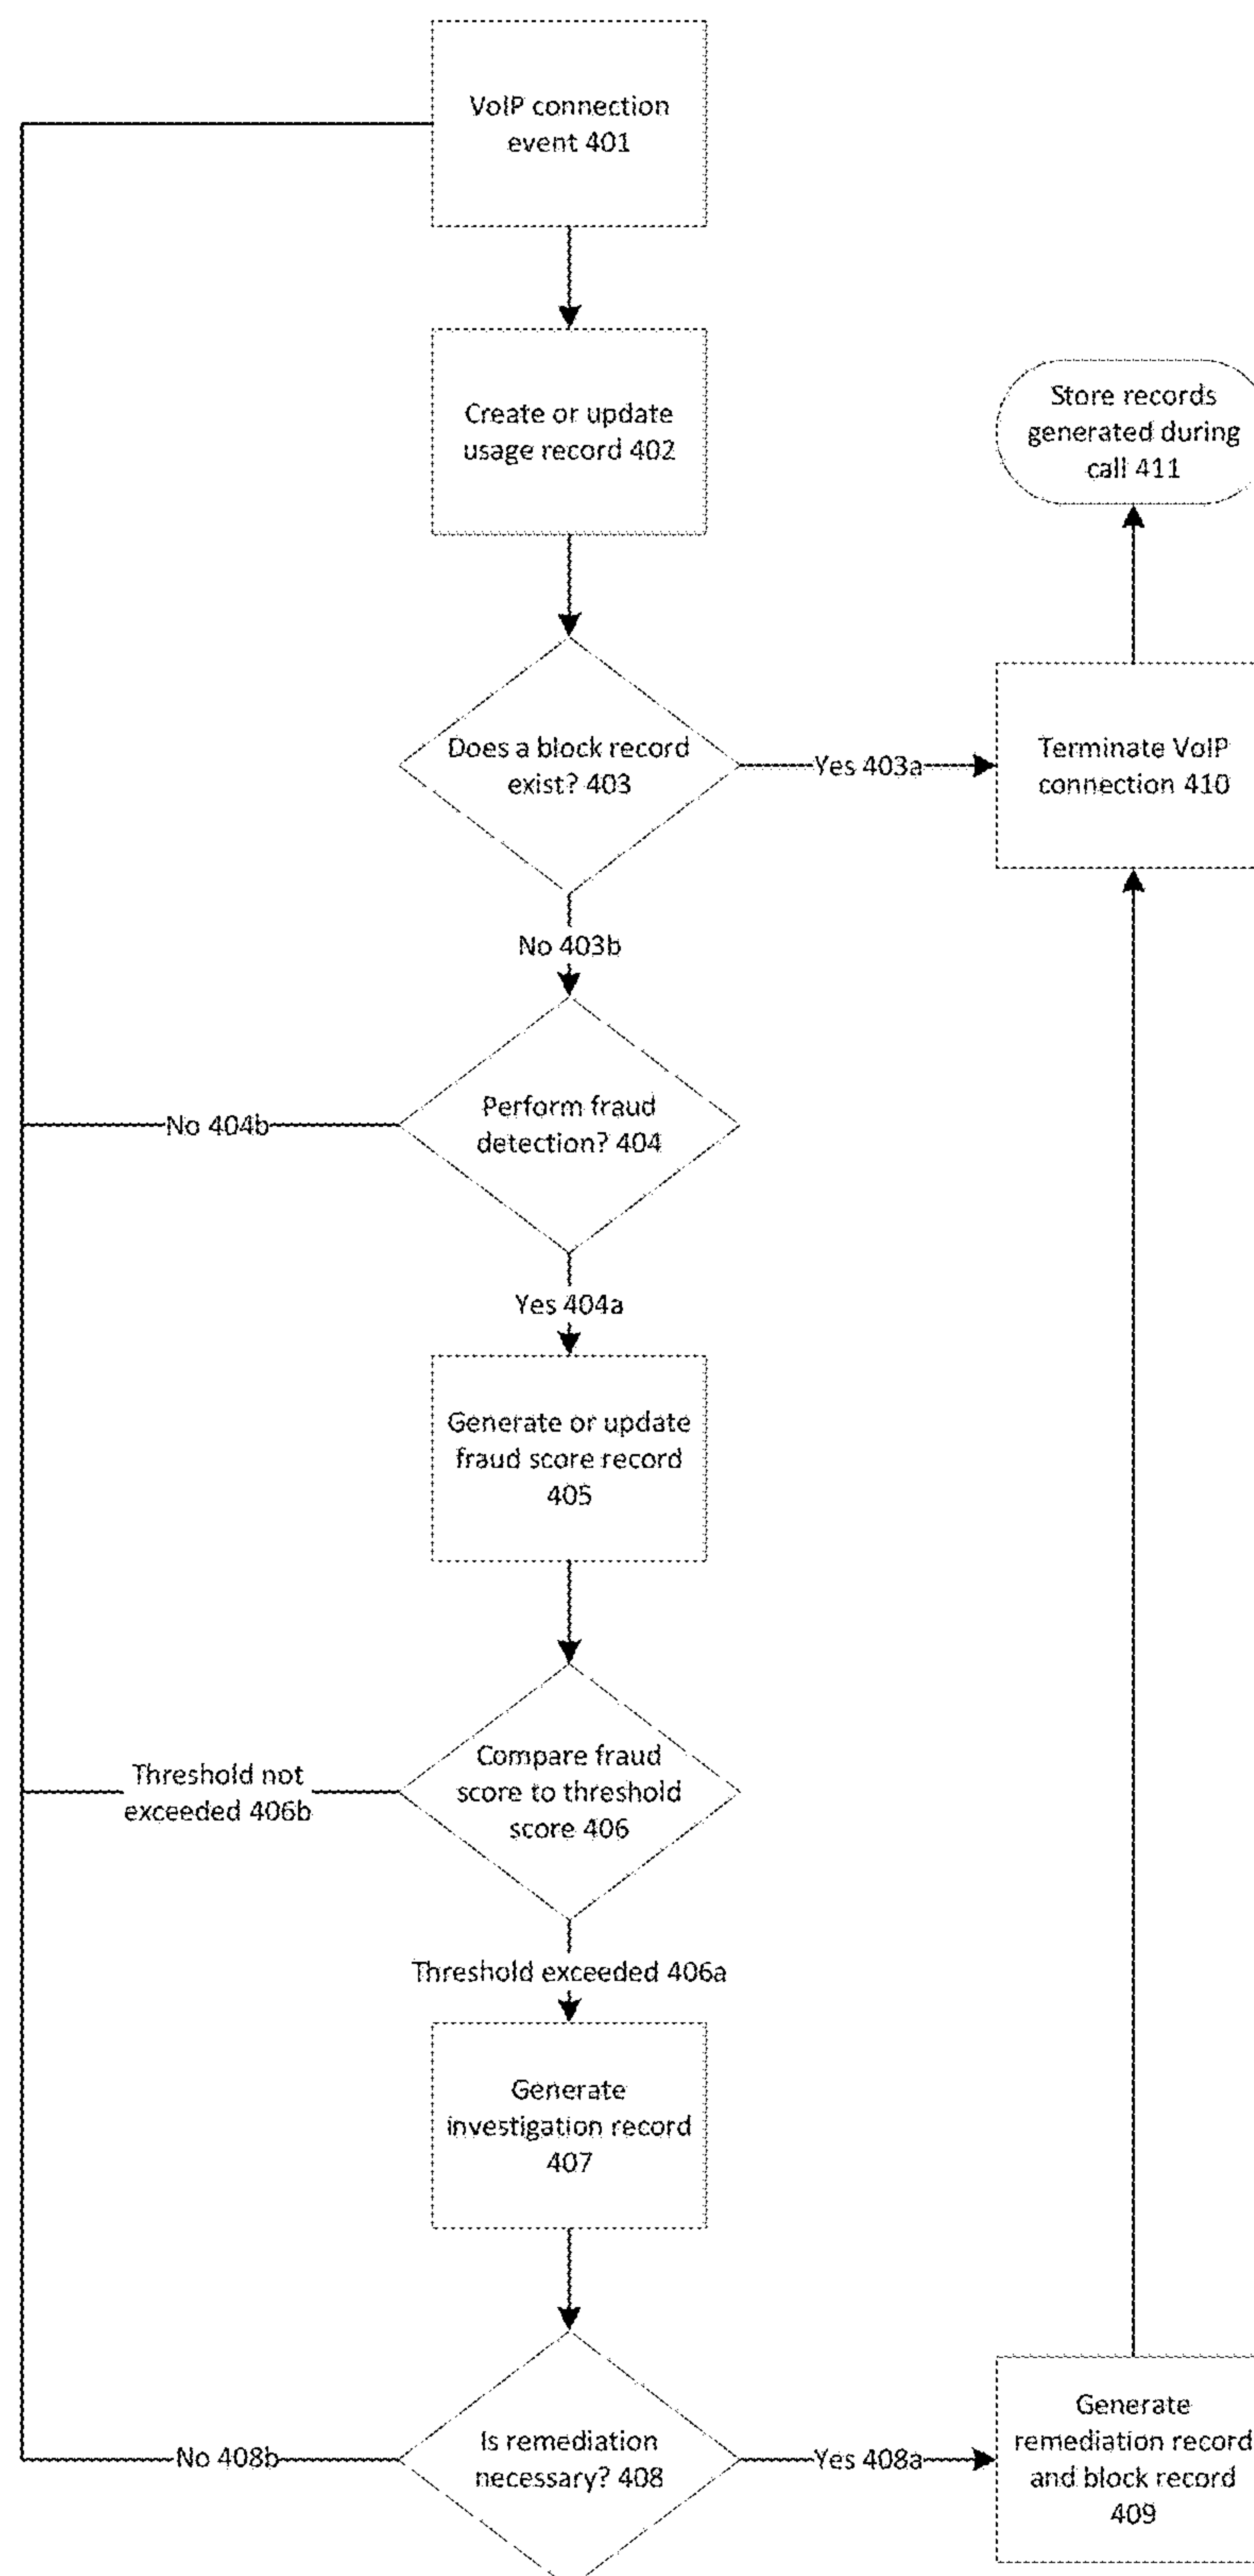 VoIP connection
event 401
Create or update
usage record 402
Store records
generated during
call 411
Does a block record
exist? 403
Yes 403a
Terminate VoIP
connection 410
No 403b
Perform fraud
detection? 404
No 404b
Yes 404a
Generate or update
fraud score record
405
Compare fraud
score to threshold
score 406
Threshold not
exceeded 406b
Threshold exceeded 406a
Generate
investigation record
407
Is remediation
necessary? 408
No 408b
Yes 408a
Generate
remediation record
and block record
409